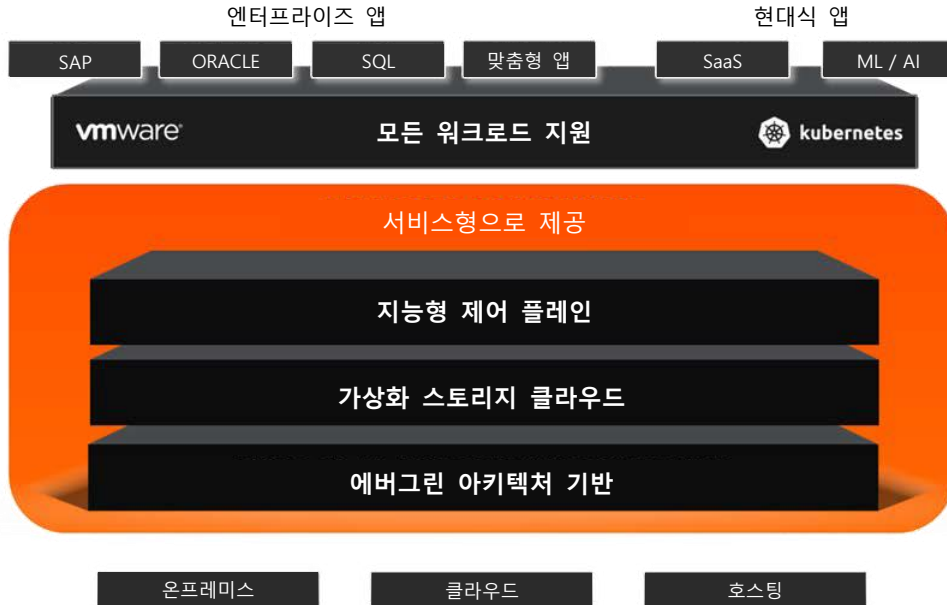 엔터프라이즈 앱 현대식 앱
SAP ORACLE SQL 맞춤형 앱 SaaS ML / AI
vmware® 모든 워크로드 지원 kubernetes
서비스형으로 제공
지능형 제어 플레인
가상화 스토리지 클라우드
에버그린 아키텍처 기반
온프레미스 클라우드 호스팅